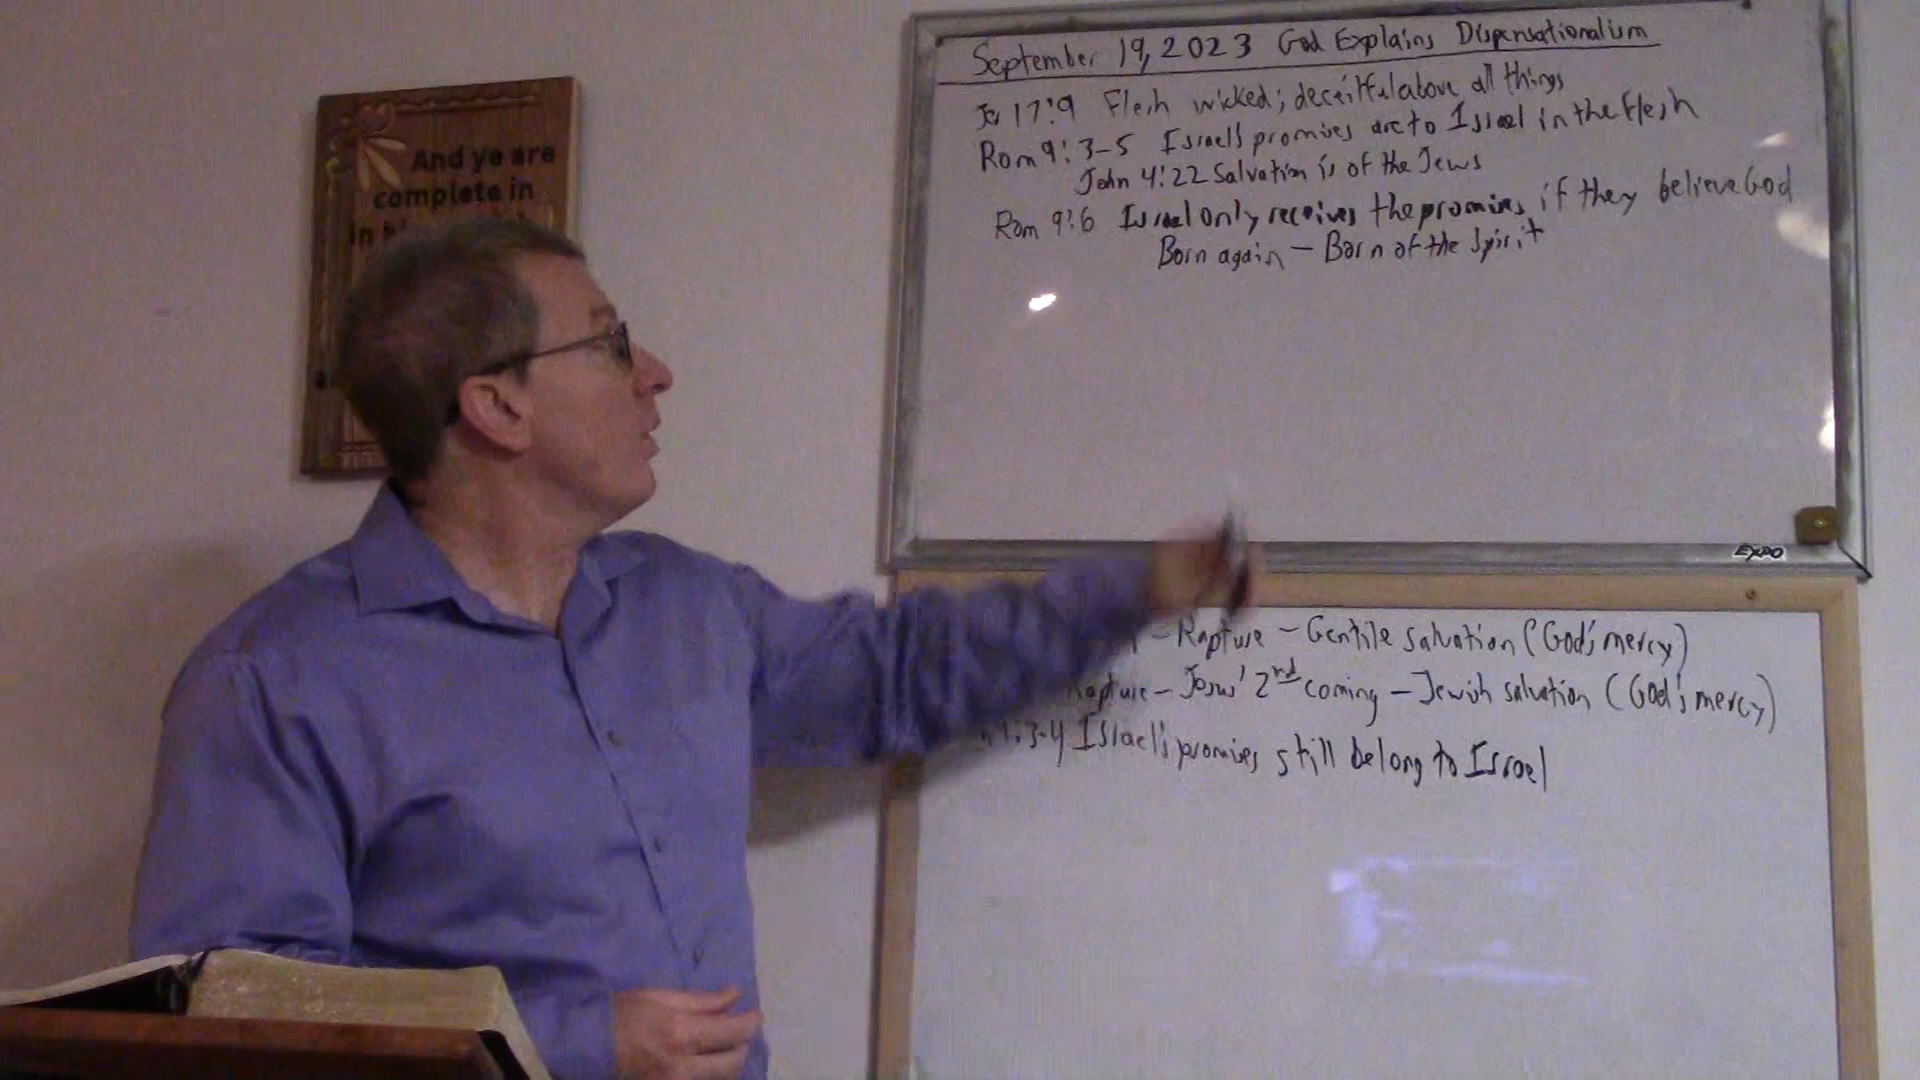 And ye are
complete in
in
September 19, 2023 God Explains Dispensationalism
Je 17:9 Flesh wicked; deceitful above all things
Rom 9:3-5 Israel's promises are to Israel in the flesh
John 4:22 Salvation is of the Jews
Rom 9:6 Israel only receives the promises if they believe God
Born again - Born of the Spirit
EXPO
- Rapture - Gentile salvation (God's mercy)
Rapture - Jesus' 2nd coming - Jewish salvation (God's mercy)
:3-4 Israel's promises still belong to Israel